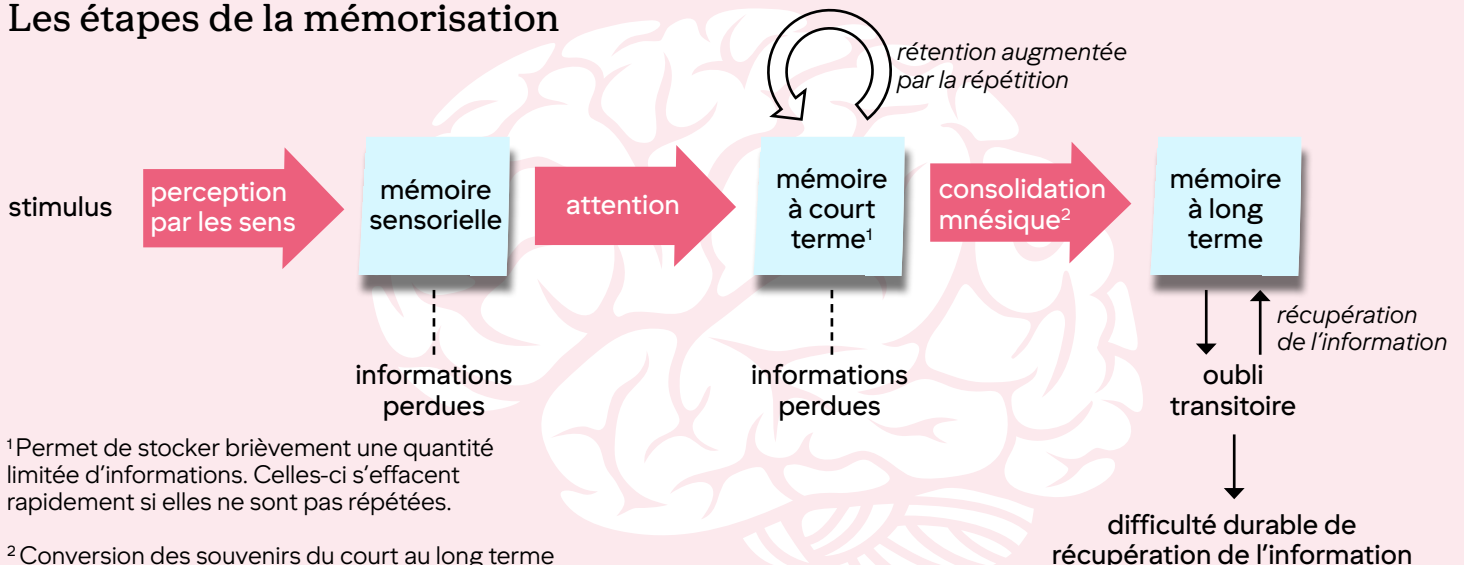 Les étapes de la mémorisation
rétention augmentée
par la répétition
stimulus
perception
par les sens
mémoire
sensorielle
attention
mémoire
à court
terme¹
consolidation
mnésique²
mémoire
à long
terme
informations
perdues
informations
perdues
récupération
de l’information
oubli
transitoire
difficulté durable de
récupération de l’information
¹ Permet de stocker brièvement une quantité
limitée d’informations. Celles-ci s’effacent
rapidement si elles ne sont pas répétées.
² Conversion des souvenirs du court au long terme